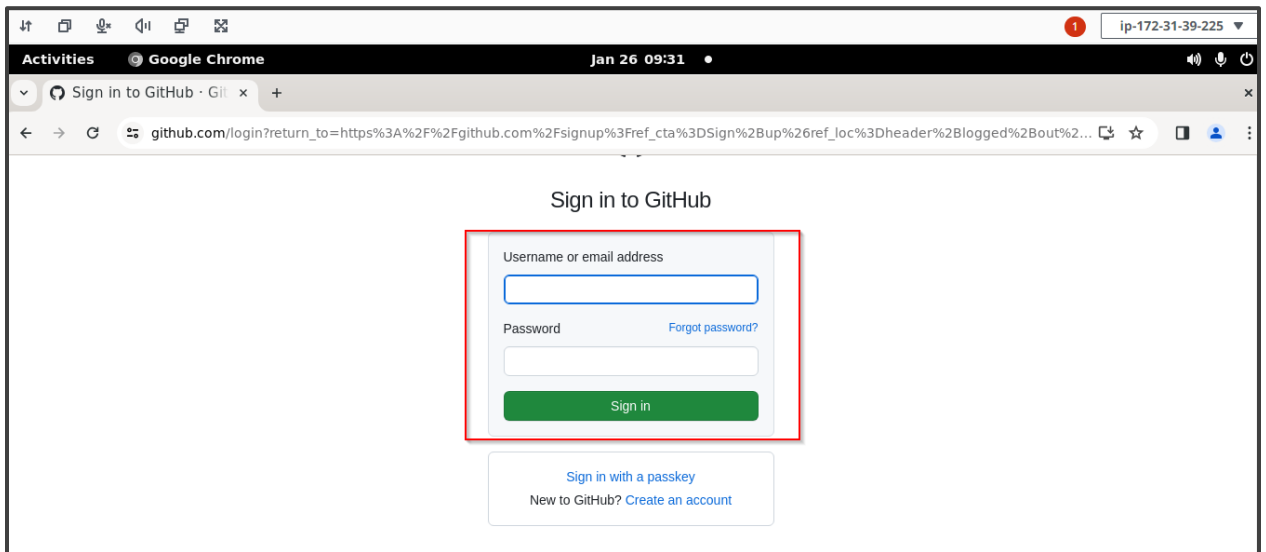 1
ip-172-31-39-225
Activities Google Chrome Jan 26 09:31
Sign in to GitHub · Git
github.com/login?return_to=https%3A%2F%2Fgithub.com%2Fsignup%3Fref_cta%3DSign%2Bup%26ref_loc%3Dheader%2Blogged%2Bout%2...
Sign in to GitHub
Username or email address
Password Forgot password?
Sign in
Sign in with a passkey
New to GitHub? Create an account